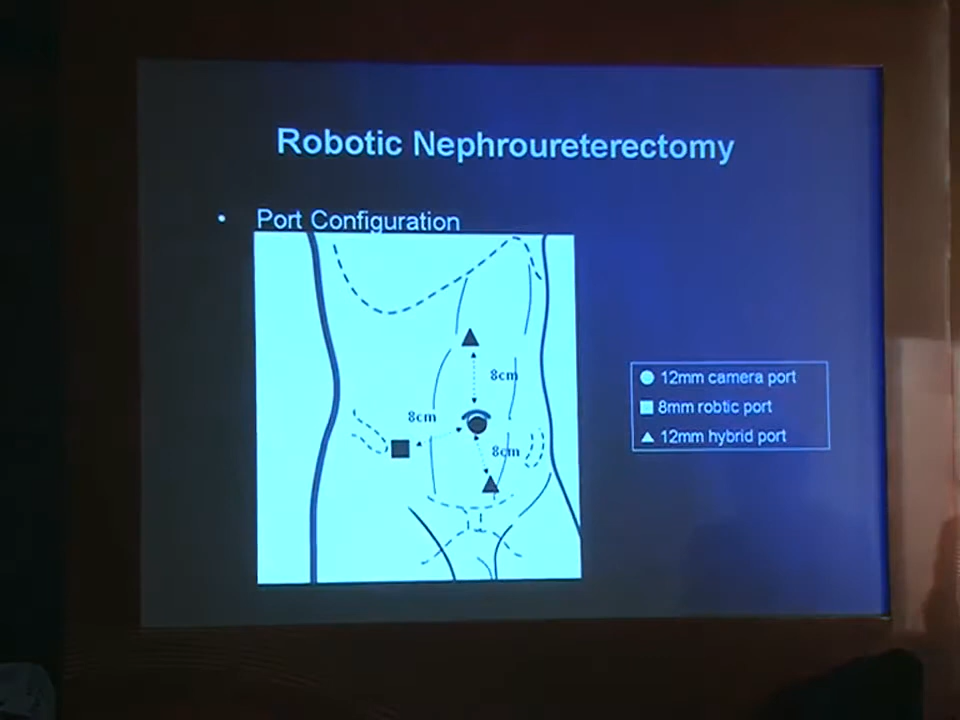 Robotic Nephroureterectomy
• Port Configuration
8cm
8cm
8cm
12mm camera port
8mm robtic port
12mm hybrid port